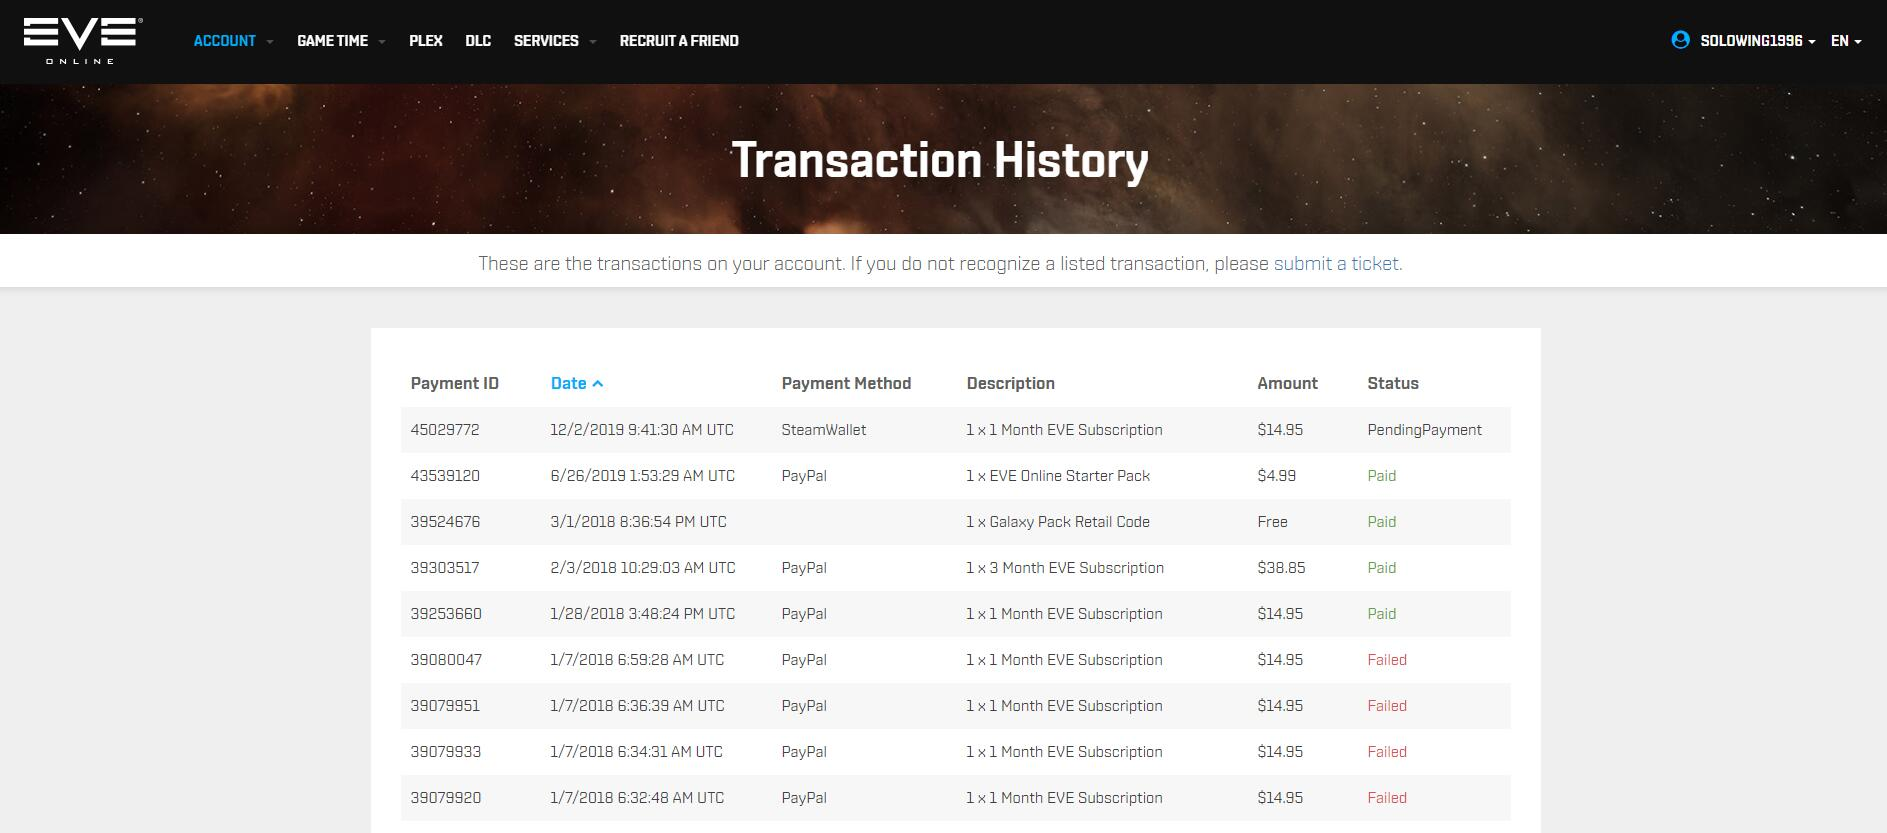 EVE®
ONLINE
ACCOUNT GAME TIME PLEX DLC SERVICES RECRUIT A FRIEND SOLOWING1996 EN
Transaction History
These are the transactions on your account. If you do not recognize a listed transaction, please submit a ticket.
Payment ID Date Payment Method Description Amount Status
45029772 12/2/2019 9:41:30 AM UTC SteamWallet 1 x 1 Month EVE Subscription $14.95 PendingPayment
43539120 6/26/2019 1:53:29 AM UTC PayPal 1 x EVE Online Starter Pack $4.99 Paid
39524676 3/1/2018 8:36:54 PM UTC 1 x Galaxy Pack Retail Code Free Paid
39303517 2/3/2018 10:29:03 AM UTC PayPal 1 x 3 Month EVE Subscription $38.85 Paid
39253660 1/28/2018 3:48:24 PM UTC PayPal 1 x 1 Month EVE Subscription $14.95 Paid
39080047 1/7/2018 6:59:28 AM UTC PayPal 1 x 1 Month EVE Subscription $14.95 Failed
39079951 1/7/2018 6:36:39 AM UTC PayPal 1 x 1 Month EVE Subscription $14.95 Failed
39079933 1/7/2018 6:34:31 AM UTC PayPal 1 x 1 Month EVE Subscription $14.95 Failed
39079920 1/7/2018 6:32:48 AM UTC PayPal 1 x 1 Month EVE Subscription $14.95 Failed